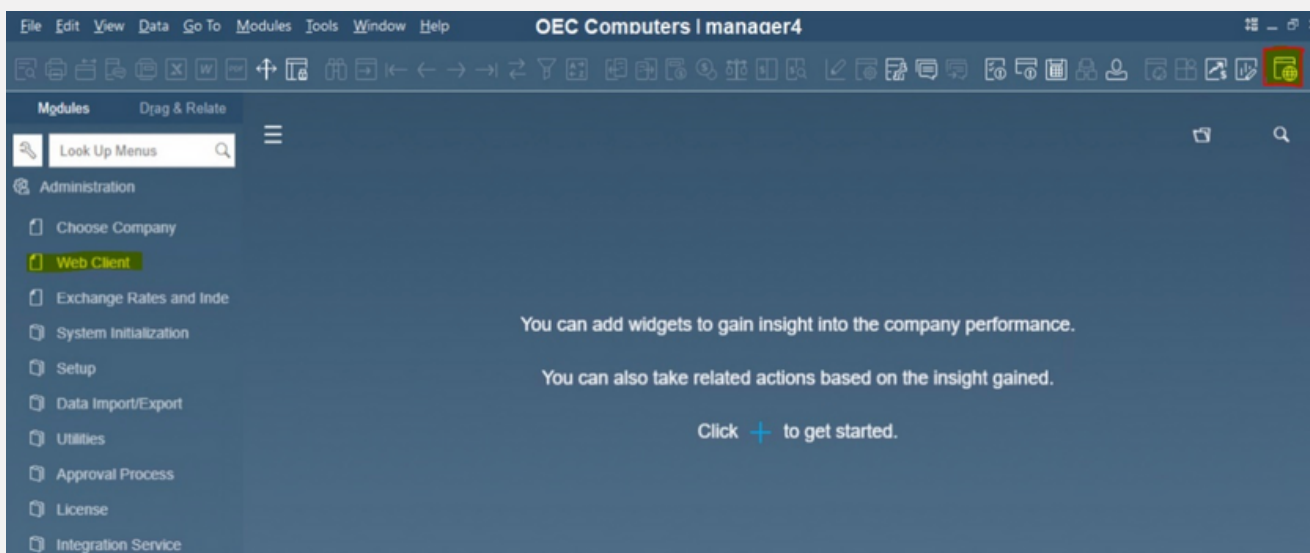 File Edit View Data Go To Modules Tools Window Help OEC Computers | manager4
Modules Drag & Relate
Look Up Menus
Administration
Choose Company
Web Client
Exchange Rates and Inde
System Initialization
Setup
Data Import/Export
Utilities
Approval Process
License
Integration Service
You can add widgets to gain insight into the company performance.
You can also take related actions based on the insight gained.
Click + to get started.